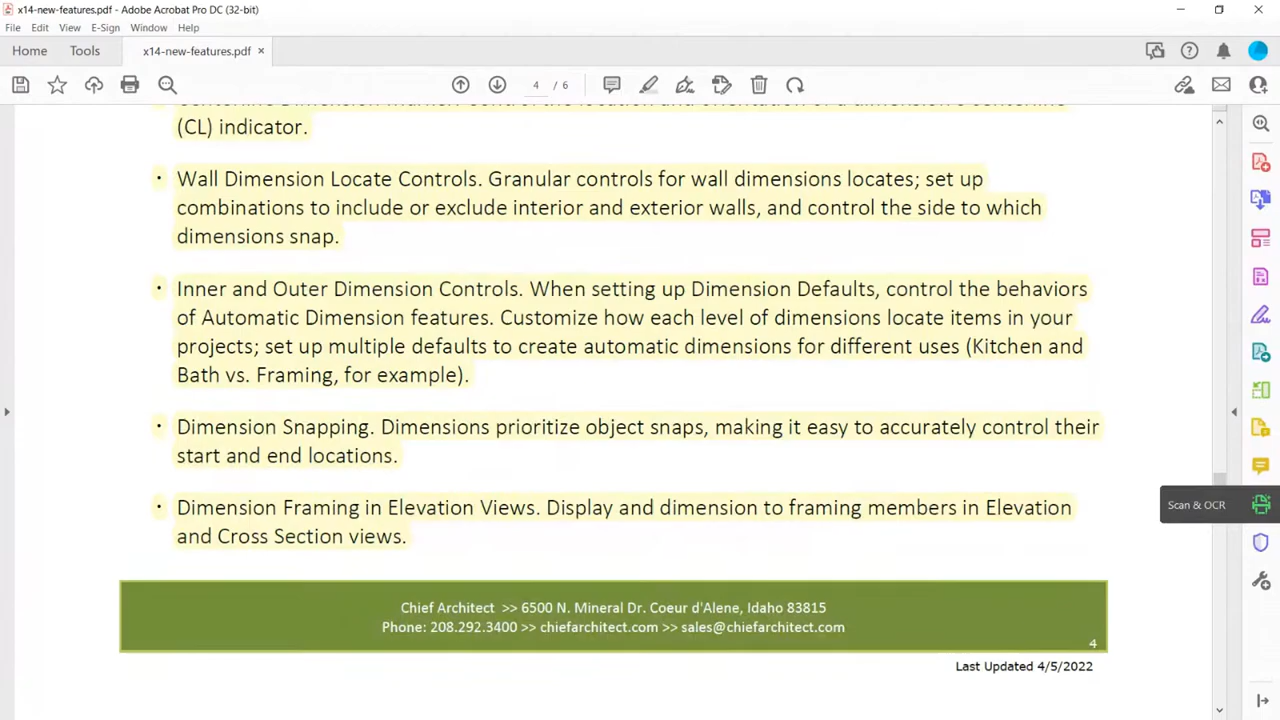 x14-new-features.pdf - Adobe Acrobat Pro DC (32-bit)
File Edit View E-Sign Window Help
Home Tools x14-new-features.pdf ×
4 / 6
(CL) indicator.
· Wall Dimension Locate Controls. Granular controls for wall dimensions locates; set up
combinations to include or exclude interior and exterior walls, and control the side to which
dimensions snap.
· Inner and Outer Dimension Controls. When setting up Dimension Defaults, control the behaviors
of Automatic Dimension features. Customize how each level of dimensions locate items in your
projects; set up multiple defaults to create automatic dimensions for different uses (Kitchen and
Bath vs. Framing, for example).
· Dimension Snapping. Dimensions prioritize object snaps, making it easy to accurately control their
start and end locations.
Scan & OCR
· Dimension Framing in Elevation Views. Display and dimension to framing members in Elevation
and Cross Section views.
Chief Architect >> 6500 N. Mineral Dr. Coeur d'Alene, Idaho 83815
Phone: 208.292.3400 >> chiefarchitect.com >> sales@chiefarchitect.com
4
Last Updated 4/5/2022